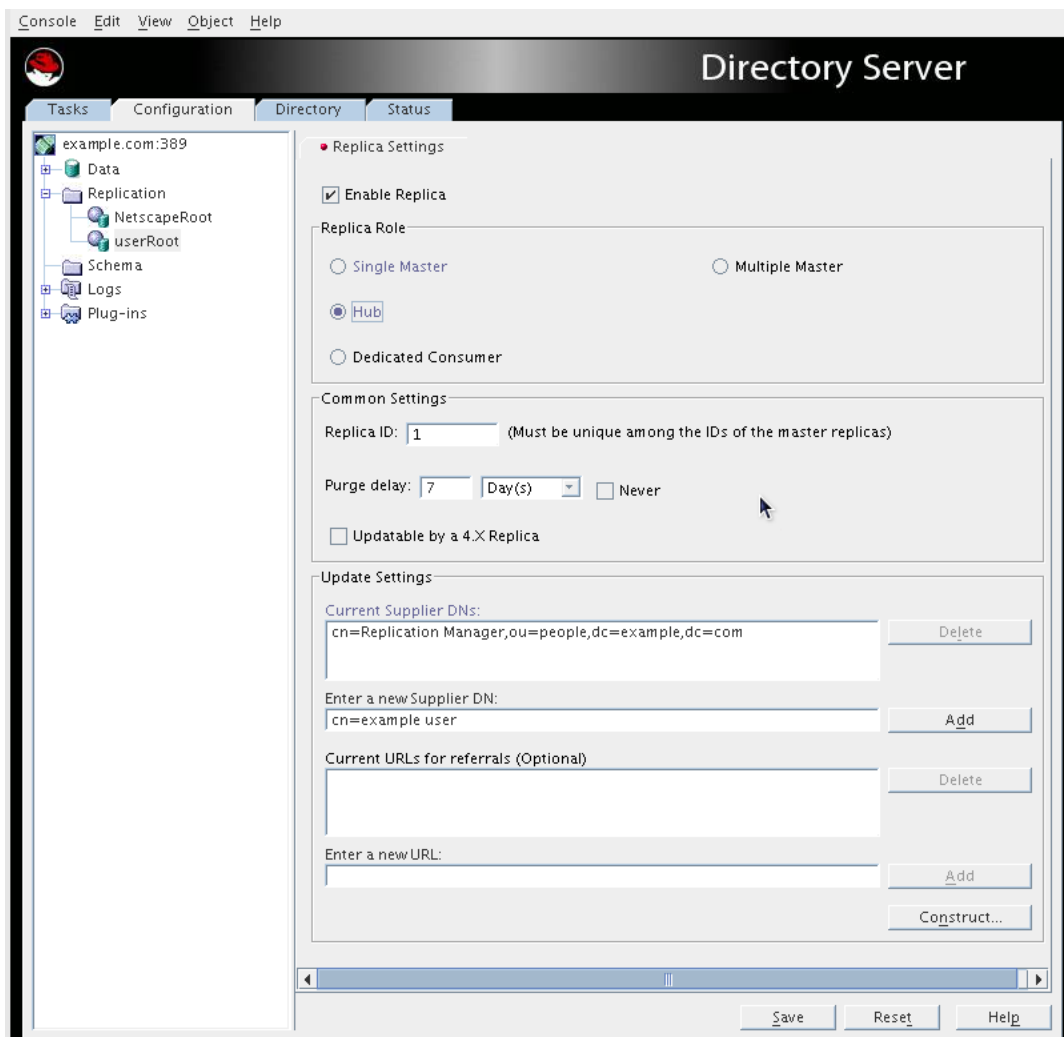 Console Edit View Object Help
Directory Server
Tasks Configuration Directory Status
example.com:389
Data
Replication
NetscapeRoot
userRoot
Schema
Logs
Plug-ins
Replica Settings
Enable Replica
Replica Role
Single Master Multiple Master
Hub
Dedicated Consumer
Common Settings
Replica ID: 1 (Must be unique among the IDs of the master replicas)
Purge delay: 7 Day(s) Never
Updatable by a 4.X Replica
Update Settings
Current Supplier DNs:
cn=Replication Manager,ou=people,dc=example,dc=com
Delete
Enter a new Supplier DN:
cn=example user
Add
Current URLs for referrals (Optional)
Delete
Enter a new URL:
Add
Construct...
Save Reset Help